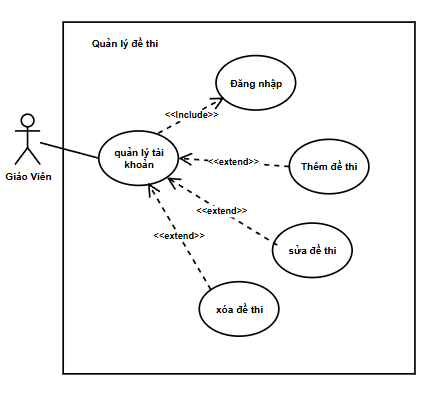 Quản lý đề thi
Đăng nhập
<<Include>>
quản lý tài
khoản
<<extend>>
Thêm đề thi
Giáo Viên
<<extend>>
<<extend>>
sửa đề thi
xóa đề thi